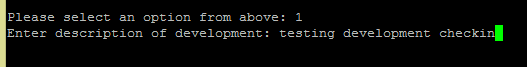 Please select an option from above: 1
Enter description of development: testing development checkin